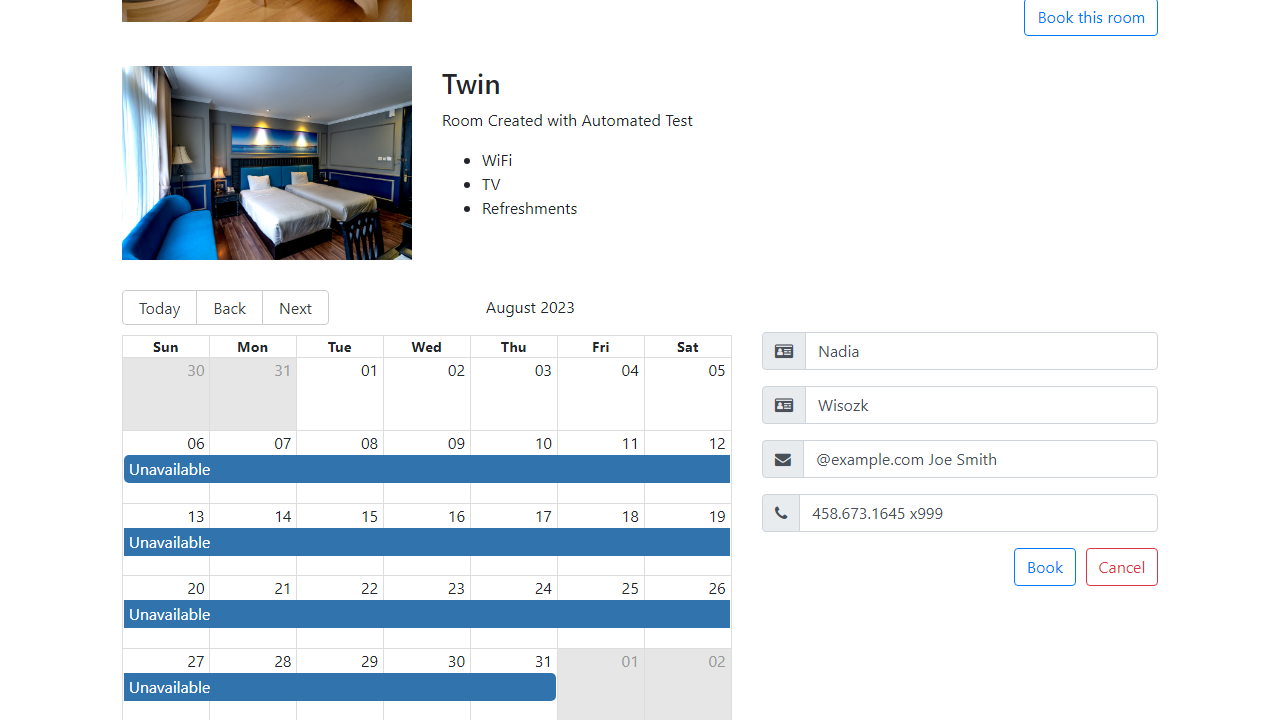 Book this room
Twin
Room Created with Automated Test
WiFi
TV
Refreshments
Today Back Next August 2023
Sun Mon Tue Wed Thu Fri Sat
30 31 01 02 03 04 05
06 07 08 09 10 11 12
Unavailable
13 14 15 16 17 18 19
Unavailable
20 21 22 23 24 25 26
Unavailable
27 28 29 30 31 01 02
Unavailable
Nadia
Wisozk
@example.com Joe Smith
458.673.1645 x999
Book Cancel